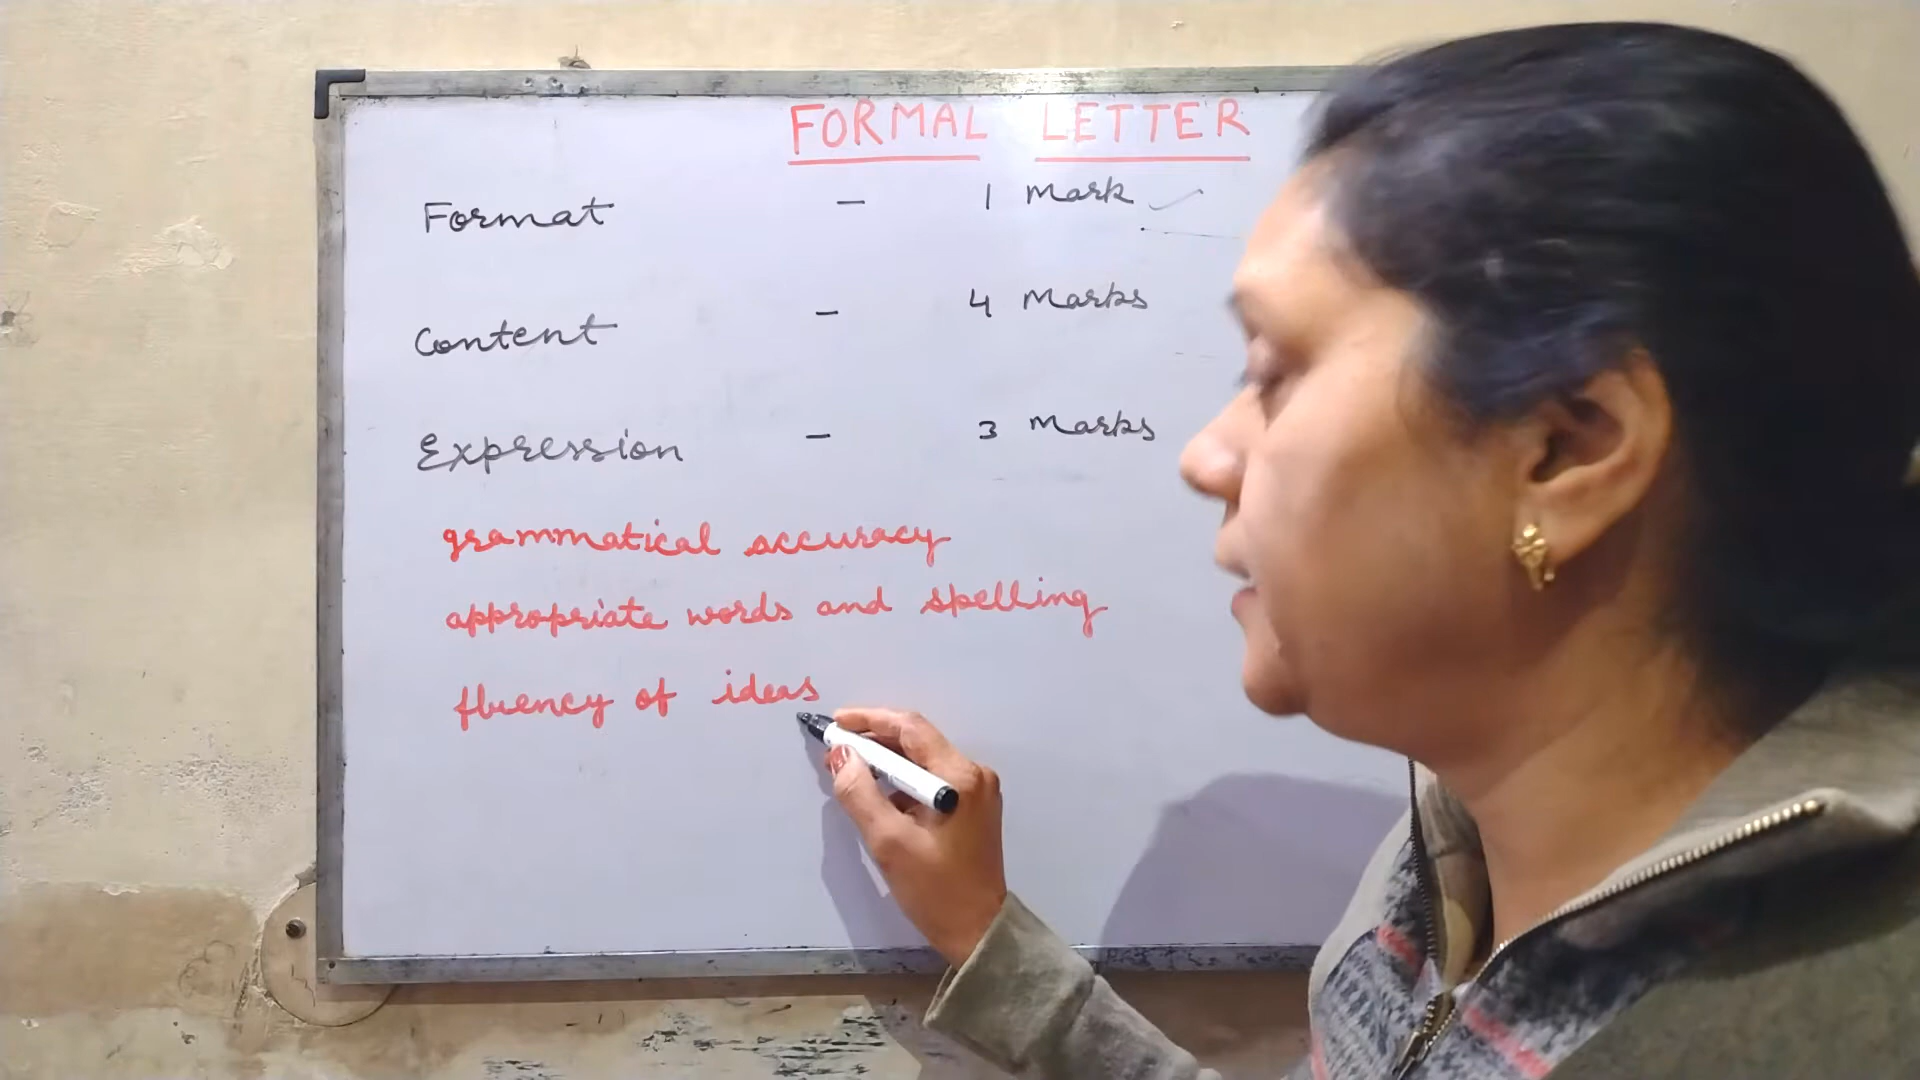 FORMAL LETTER
Format - 1 Mark ✓
Content - 4 Marks
Expression - 3 Marks
grammatical accuracy
appropriate words and spelling
fluency of ideas